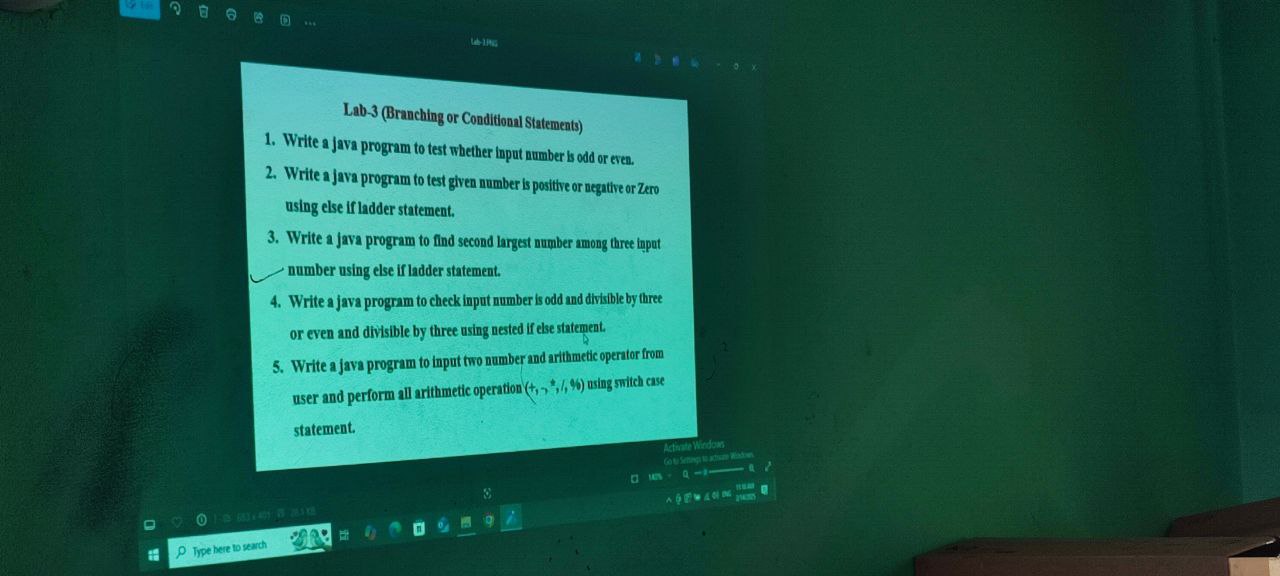 Lab-3.PNG
Lab-3 (Branching or Conditional Statements)
1. Write a java program to test whether input number is odd or even.
2. Write a java program to test given number is positive or negative or Zero
using else if ladder statement.
3. Write a java program to find second largest number among three input
number using else if ladder statement.
4. Write a java program to check input number is odd and divisible by three
or even and divisible by three using nested if else statement.
5. Write a java program to input two number and arithmetic operator from
user and perform all arithmetic operation (+, -, *, /, %) using switch case
statement.
Activate Windows
Go to Settings to activate Windows.
140%
ENG
Type here to search